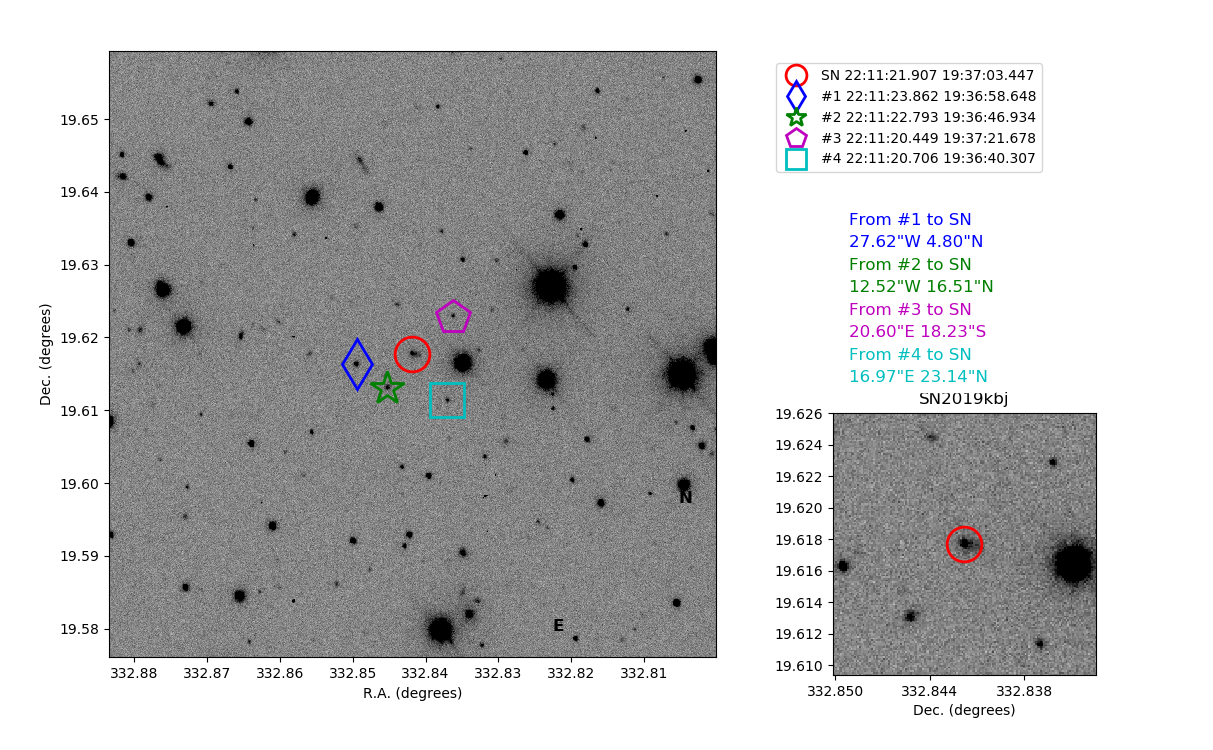 SN 22:11:21.907 19:37:03.447
#1 22:11:23.862 19:36:58.648
#2 22:11:22.793 19:36:46.934
#3 22:11:20.449 19:37:21.678
#4 22:11:20.706 19:36:40.307
From #1 to SN
27.62"W 4.80"N
From #2 to SN
12.52"W 16.51"N
From #3 to SN
20.60"E 18.23"S
From #4 to SN
16.97"E 23.14"N
19.65
19.64
19.63
19.62
19.61
19.60
19.59
19.58
Dec. (degrees)
N
E
332.88 332.87 332.86 332.85 332.84 332.83 332.82 332.81
R.A. (degrees)
SN2019kbj
19.626
19.624
19.622
19.620
19.618
19.616
19.614
19.612
19.610
332.850 332.844 332.838
Dec. (degrees)